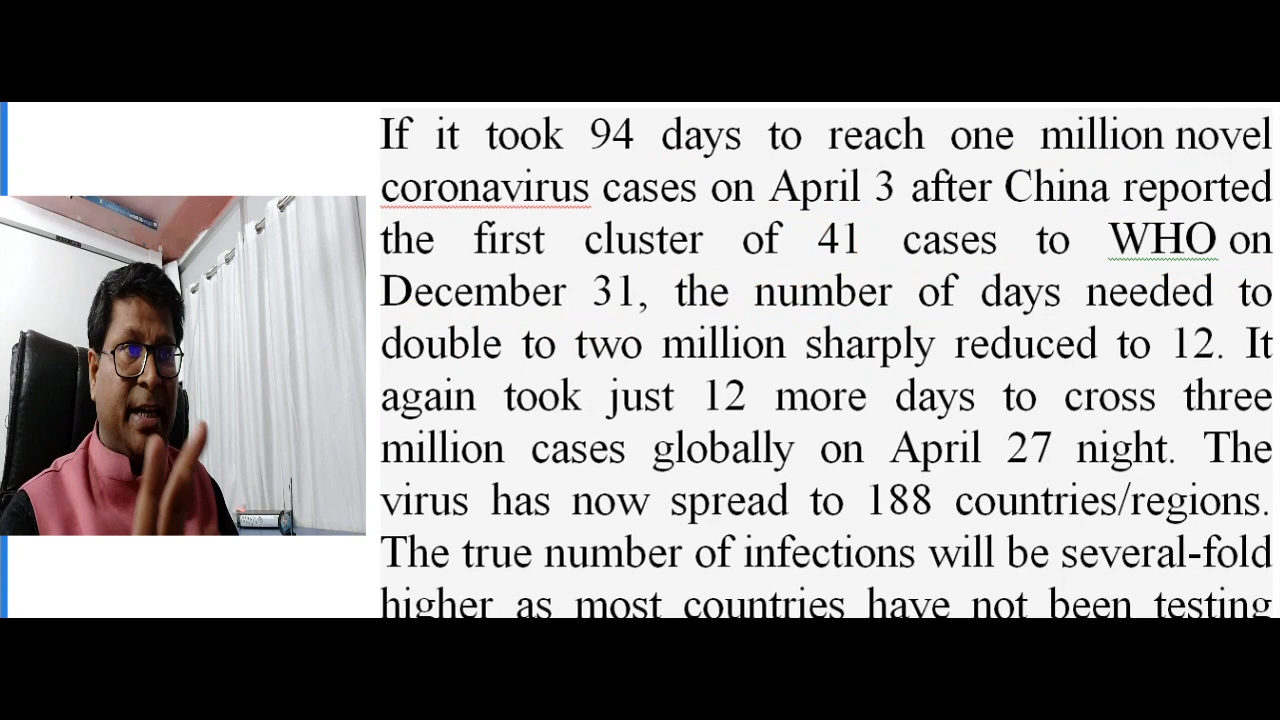 If it took 94 days to reach one million novel
coronavirus cases on April 3 after China reported
the first cluster of 41 cases to WHO on
December 31, the number of days needed to
double to two million sharply reduced to 12. It
again took just 12 more days to cross three
million cases globally on April 27 night. The
virus has now spread to 188 countries/regions.
The true number of infections will be several-fold
higher as most countries have not been testing